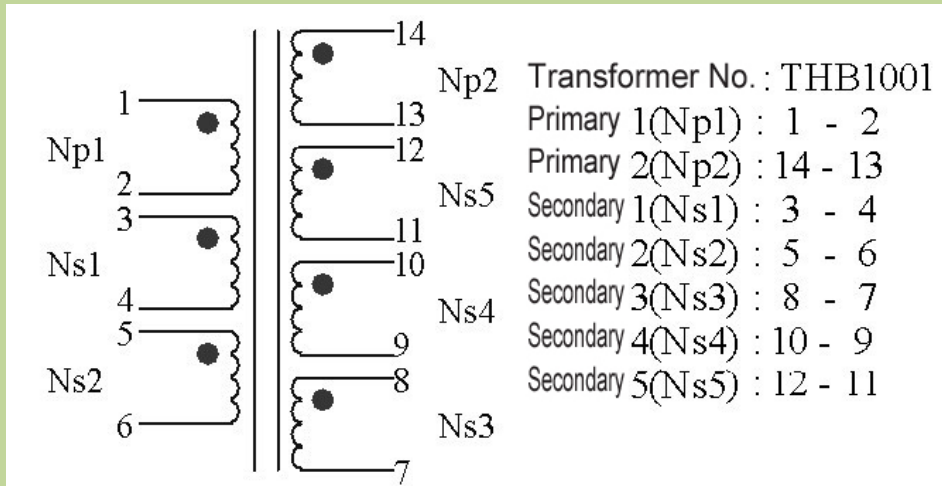 1
2
Np1
3
4
Ns1
5
6
Ns2
14
13
Np2
12
11
Ns5
10
9
Ns4
8
7
Ns3
Transformer No. : THB1001
Primary 1(Np1) : 1 - 2
Primary 2(Np2) : 14 - 13
Secondary 1(Ns1) : 3 - 4
Secondary 2(Ns2) : 5 - 6
Secondary 3(Ns3) : 8 - 7
Secondary 4(Ns4) : 10 - 9
Secondary 5(Ns5) : 12 - 11